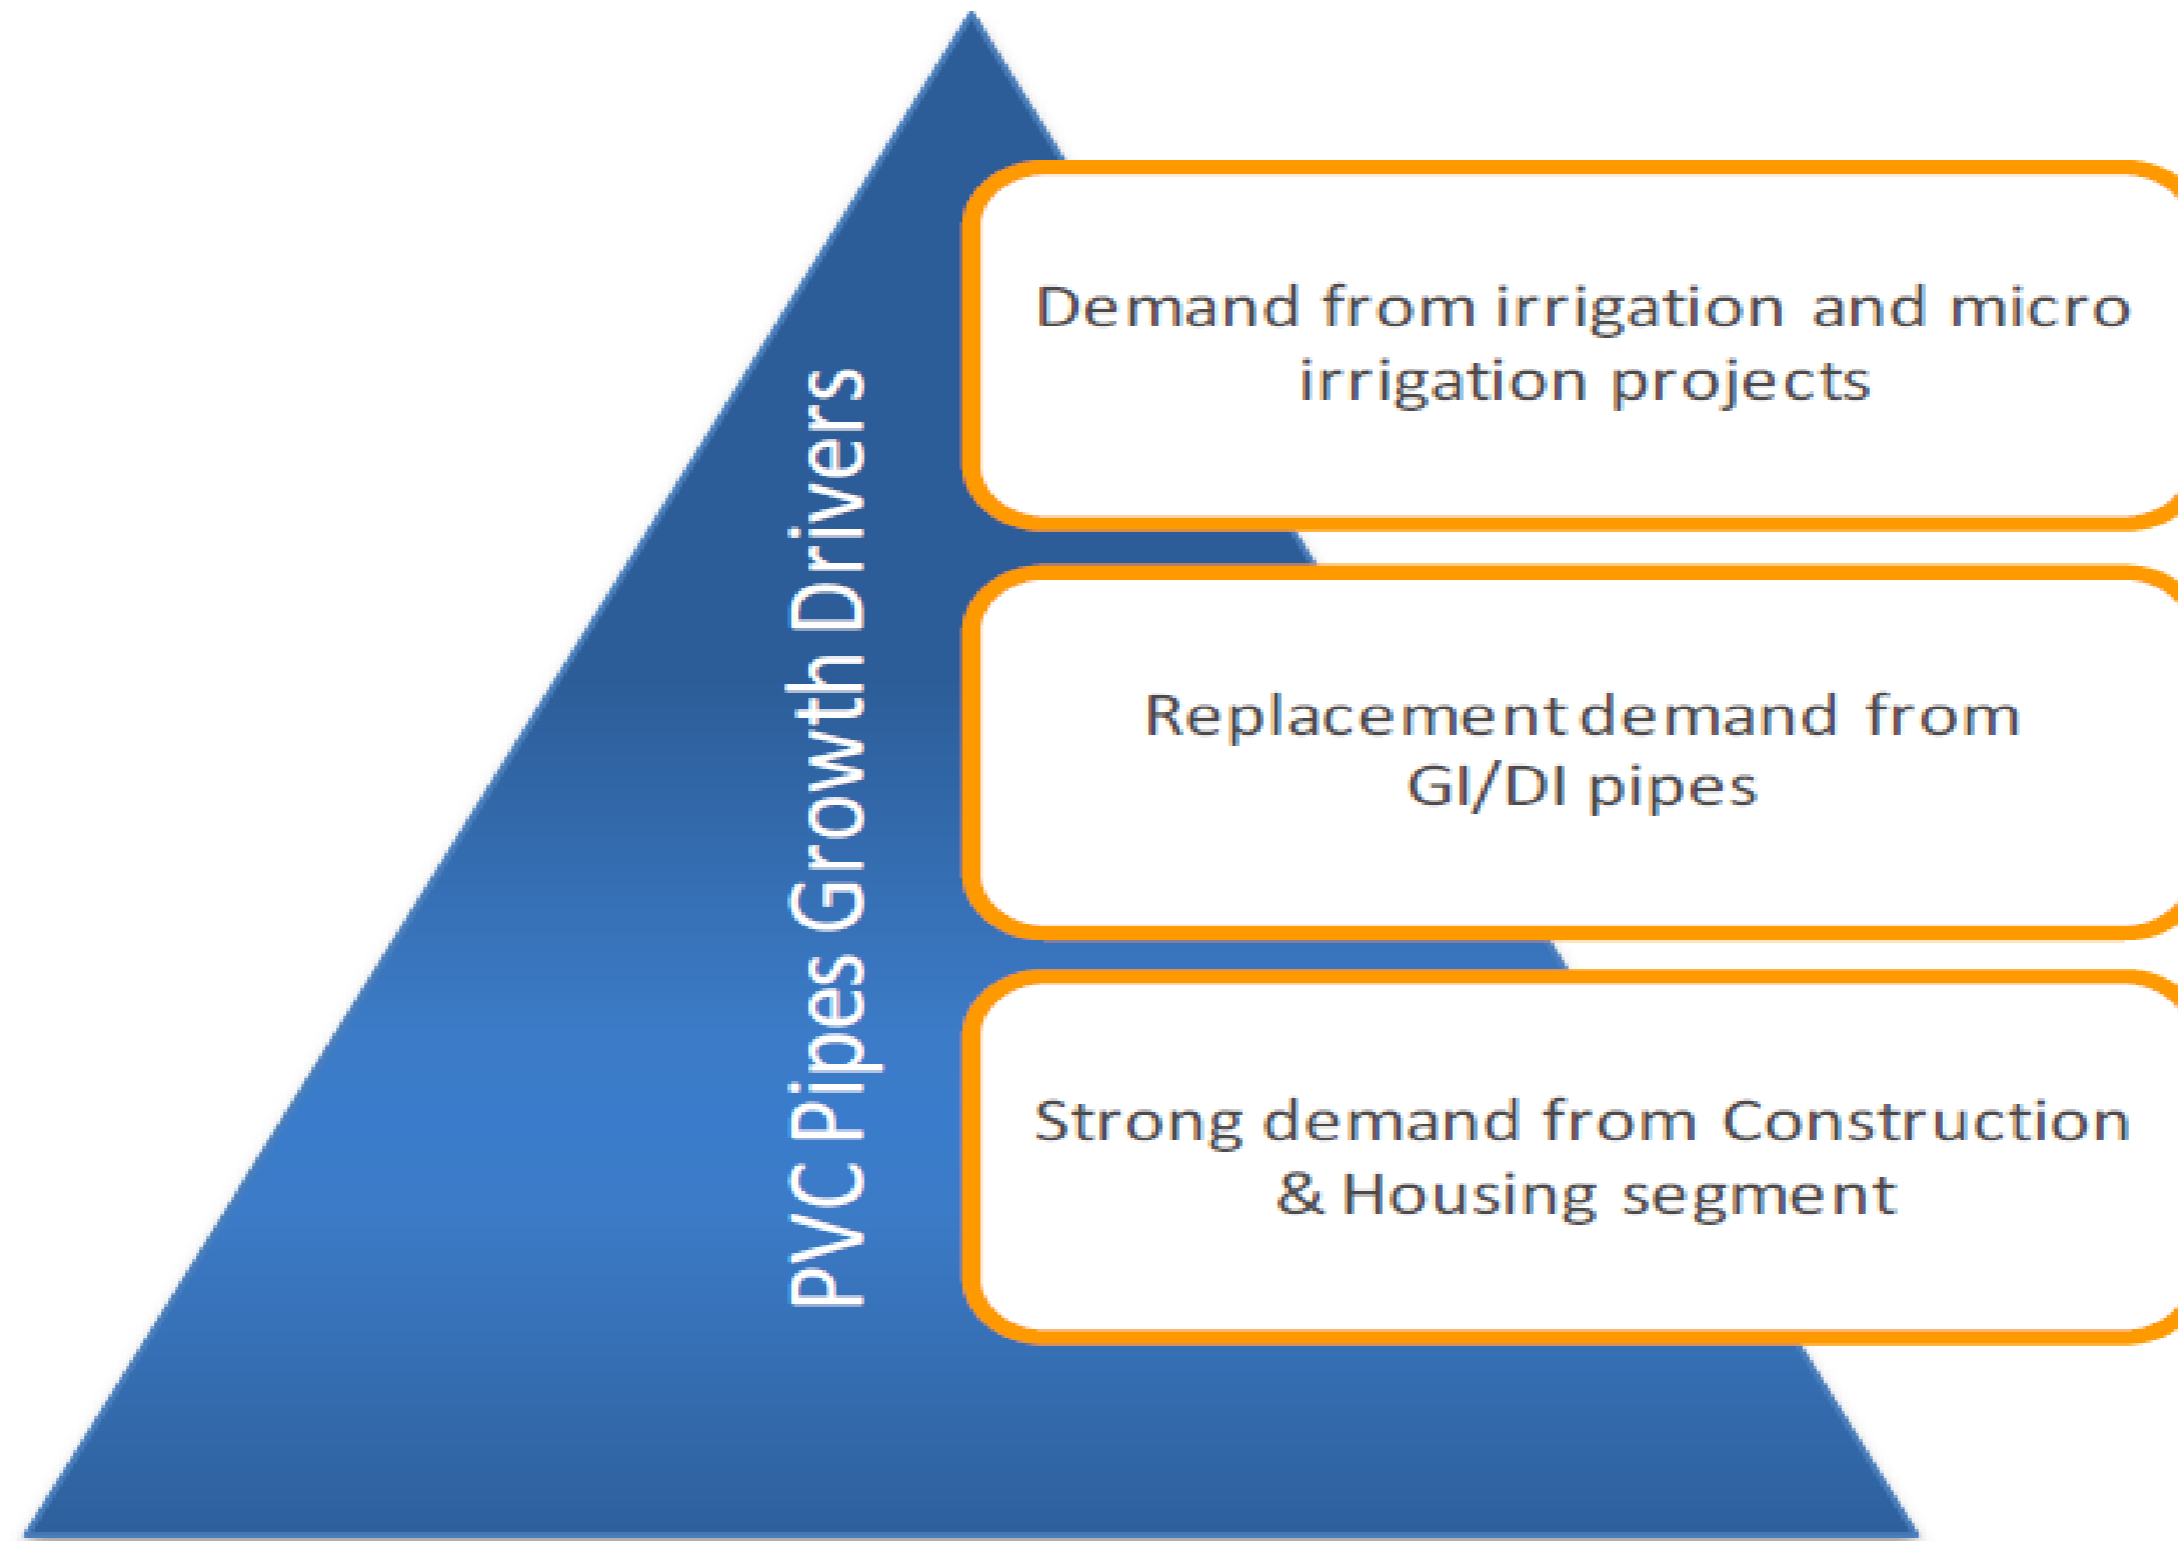 PVC Pipes Growth Drivers
Demand from irrigation and micro
irrigation projects
Replacement demand from
GI/DI pipes
Strong demand from Construction
& Housing segment